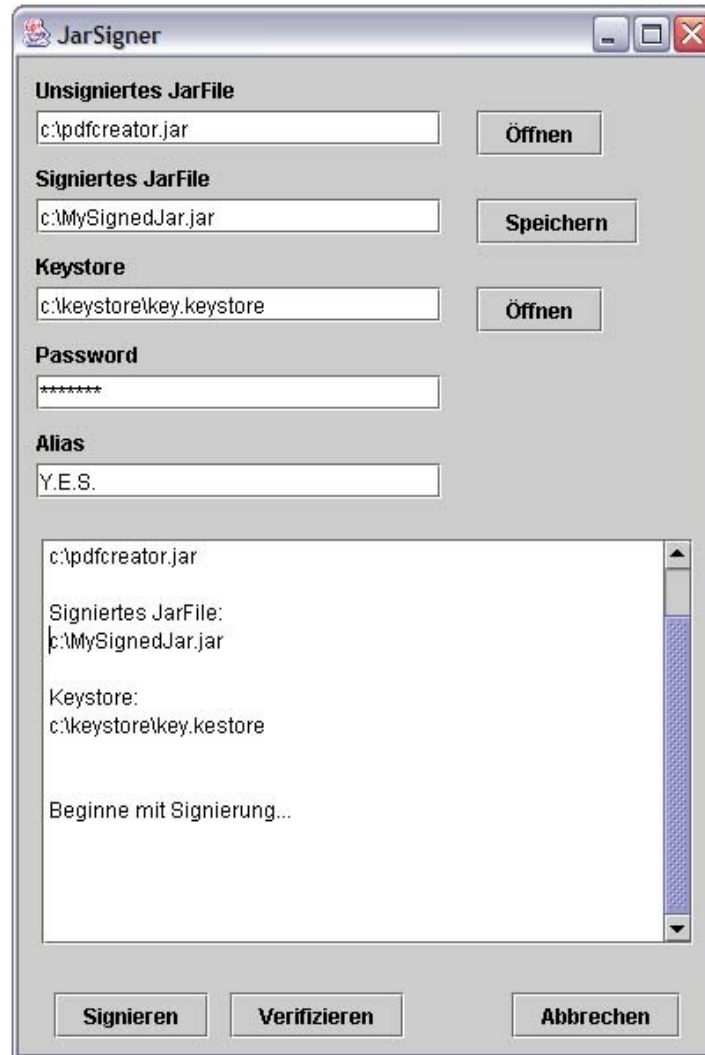 JarSigner
Unsigniertes JarFile
c:\pdfcreator.jar
Öffnen
Signiertes JarFile
c:\MySignedJar.jar
Speichern
Keystore
c:\keystore\key.keystore
Öffnen
Password
*******
Alias
Y.E.S.
c:\pdfcreator.jar
Signiertes JarFile:
c:\MySignedJar.jar
Keystore:
c:\keystore\key.kestore
Beginne mit Signierung...
Signieren
Verifizieren
Abbrechen